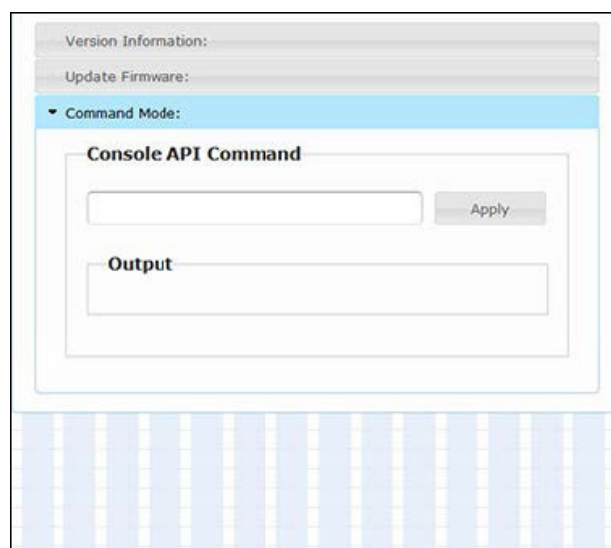 Version Information:
Update Firmware:
Command Mode:
Console API Command
Apply
Output